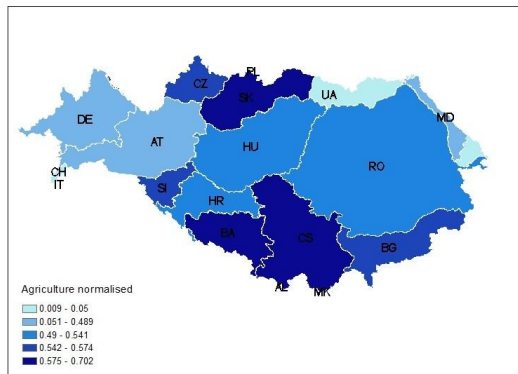 PL
CZ
SK
UA
DE
MD
AT
HU
RO
CH
IT
SI
HR
BA
CS
BG
AL
MK
Agriculture normalised
0.009 - 0.05
0.051 - 0.489
0.49 - 0.541
0.542 - 0.574
0.575 - 0.702